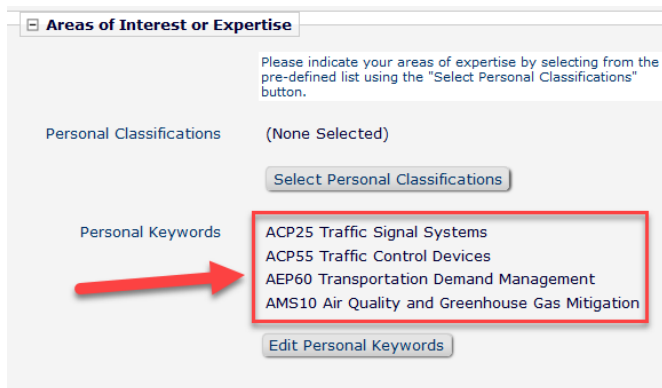 Areas of Interest or Expertise
Please indicate your areas of expertise by selecting from the
pre-defined list using the "Select Personal Classifications"
button.
Personal Classifications (None Selected)
Select Personal Classifications
Personal Keywords ACP25 Traffic Signal Systems
ACP55 Traffic Control Devices
AEP60 Transportation Demand Management
AMS10 Air Quality and Greenhouse Gas Mitigation
Edit Personal Keywords